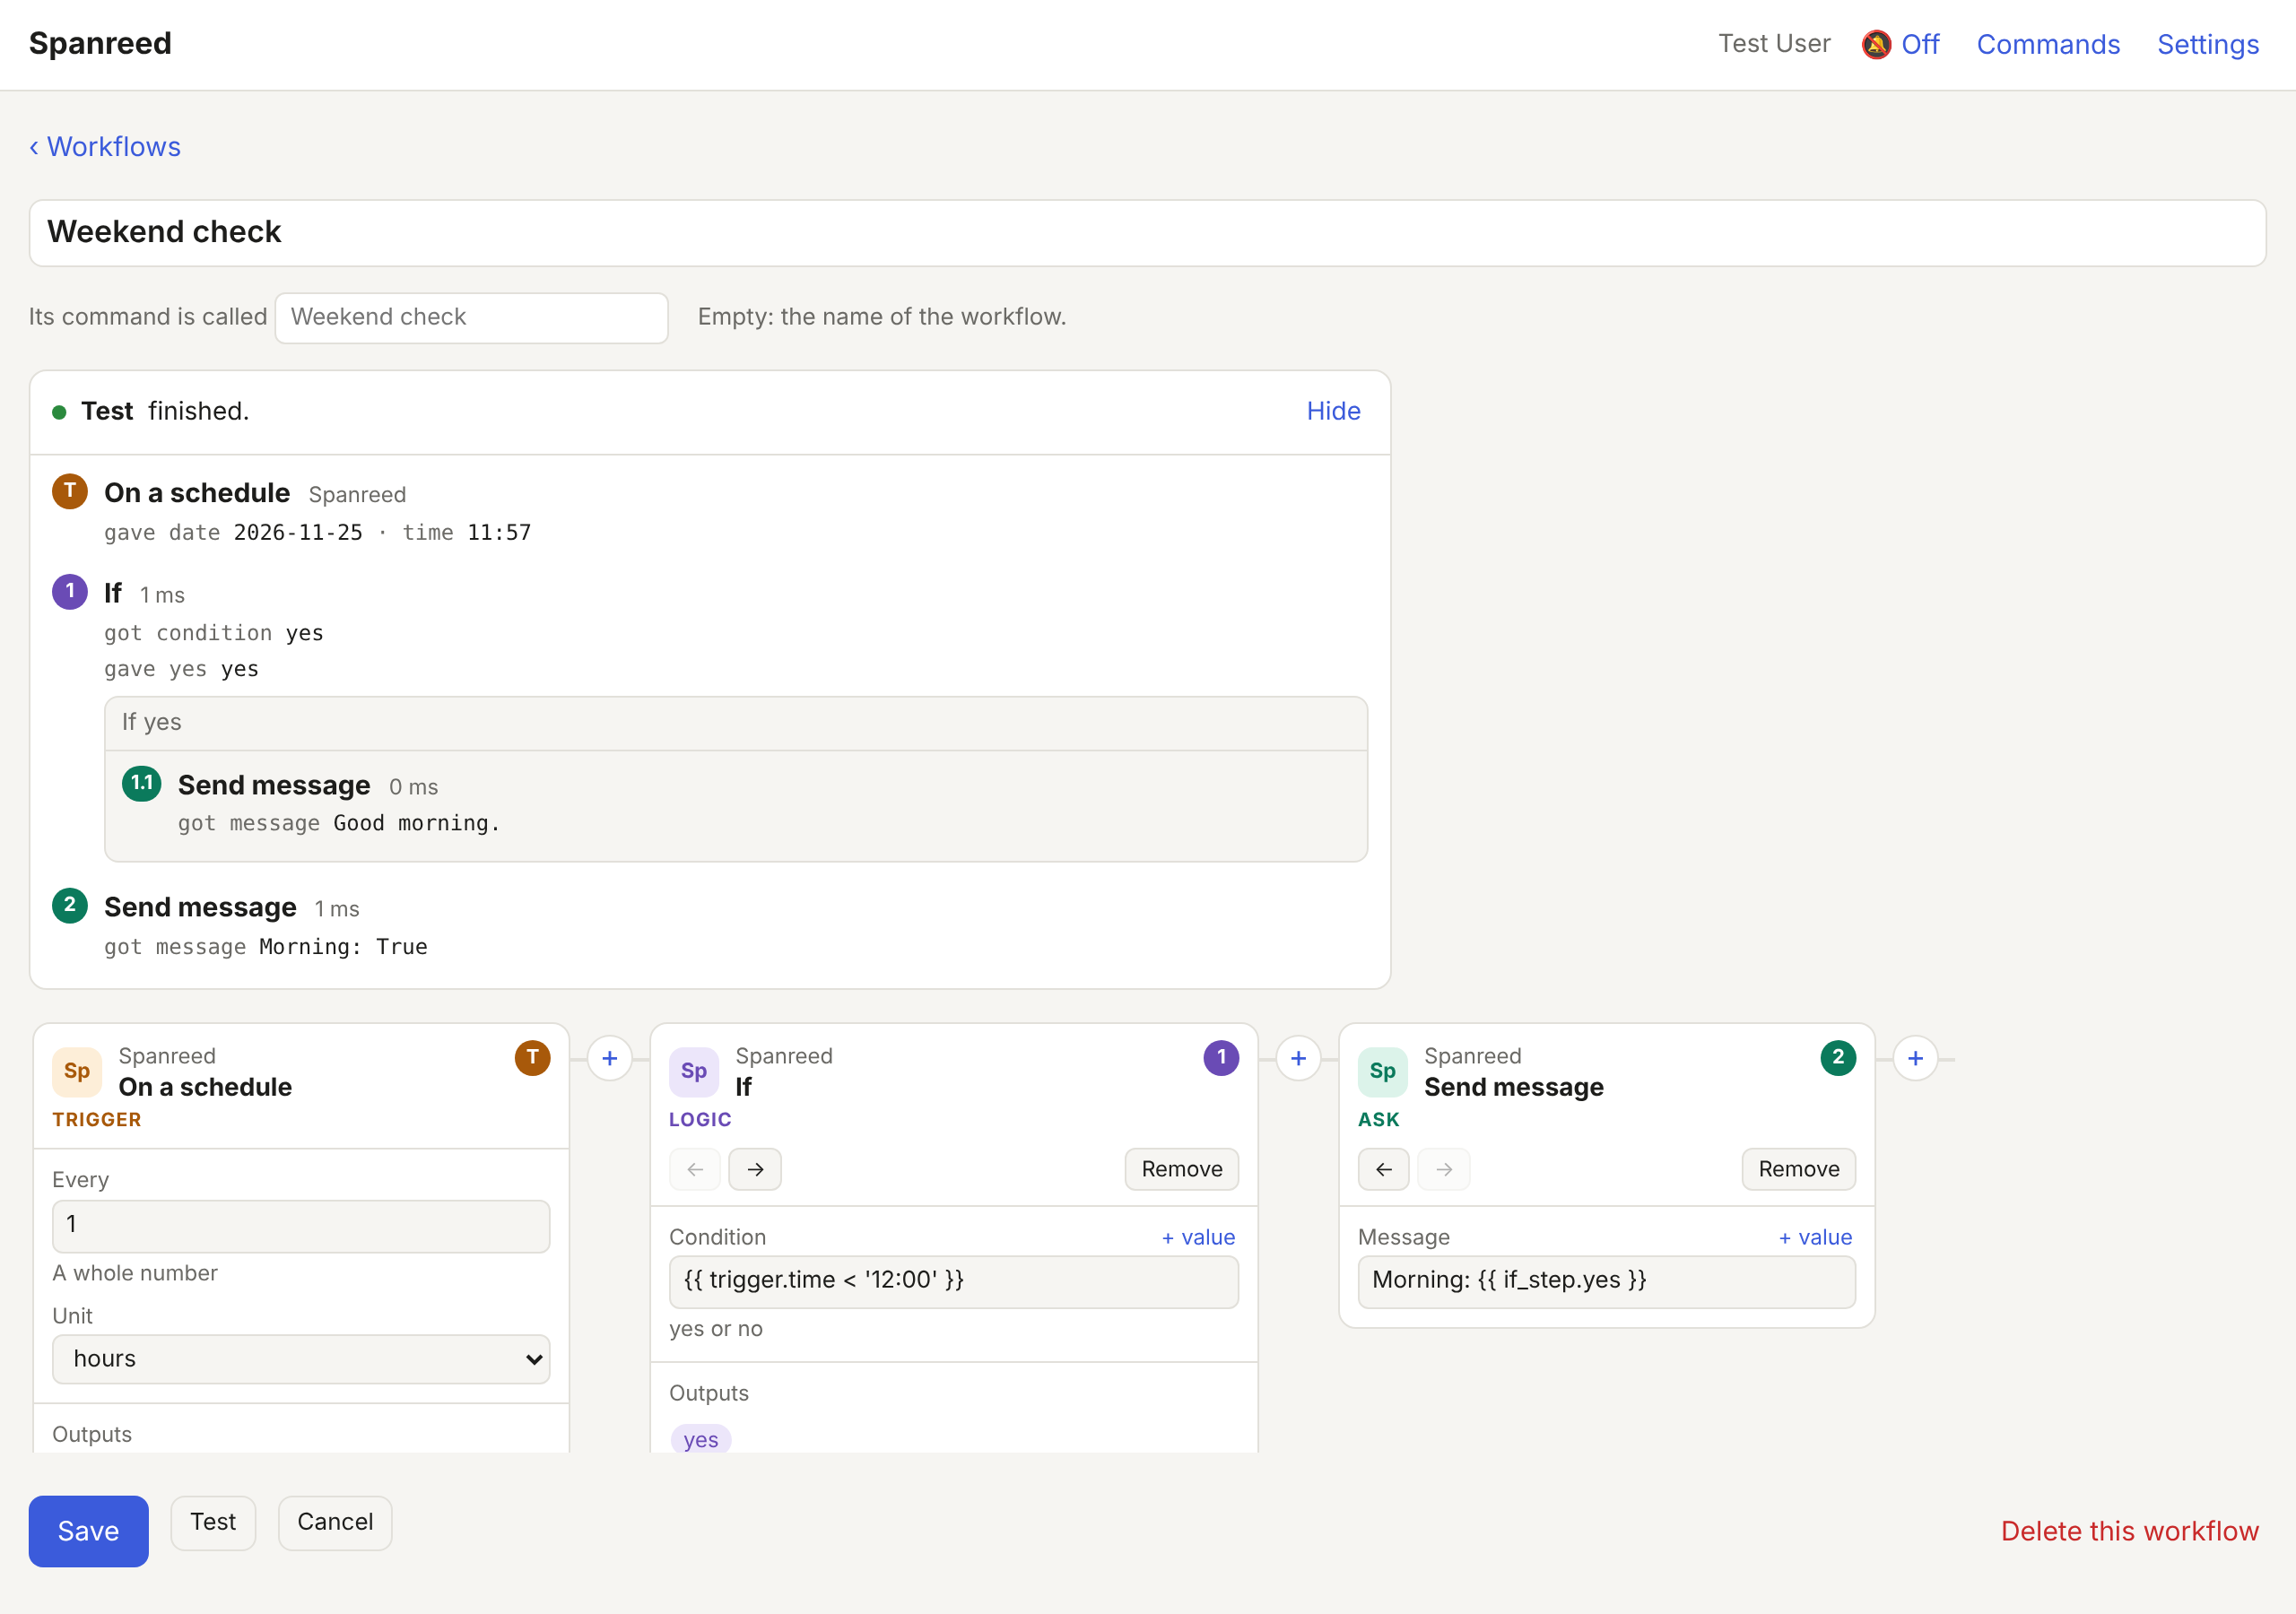 Spanreed
Test User Off Commands Settings
‹ Workflows
Weekend check
Its command is called Weekend check Empty: the name of the workflow.
Test finished. Hide
T On a schedule Spanreed
gave date 2026-11-25 · time 11:57
1 If 1 ms
got condition yes
gave yes yes
If yes
1.1 Send message 0 ms
got message Good morning.
2 Send message 1 ms
got message Morning: True
Sp Spanreed T
On a schedule
TRIGGER
Every
1
A whole number
Unit
hours
Outputs
+
Sp Spanreed 1
If
LOGIC
← → Remove
Condition + value
{{ trigger.time < '12:00' }}
yes or no
Outputs
yes
+
Sp Spanreed 2
Send message
ASK
← → Remove
Message + value
Morning: {{ if_step.yes }}
+
Save Test Cancel Delete this workflow